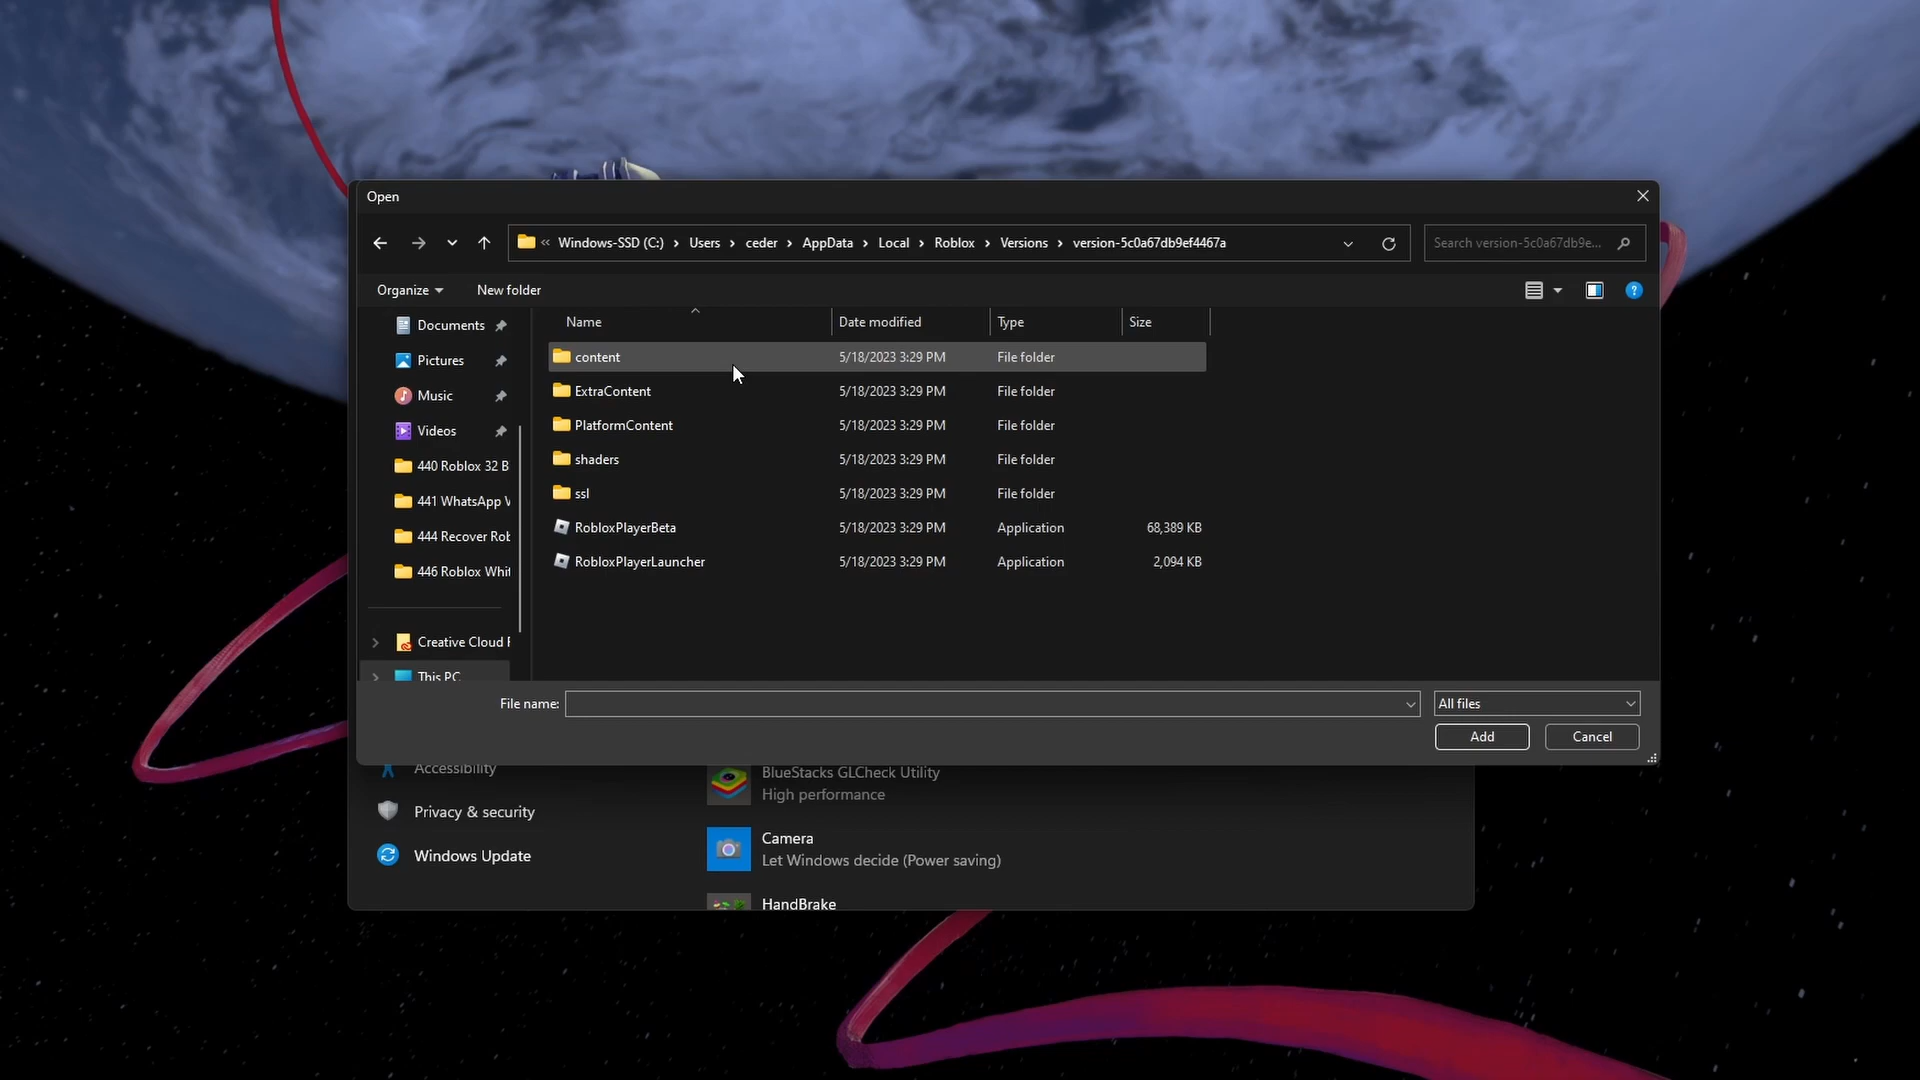 Open
« Windows-SSD (C:) › Users › ceder › AppData › Local › Roblox › Versions › version-5c0a67db9ef4467a
Search version-5c0a67db9e...
Organize New folder
Name Date modified Type Size
Documents
Pictures
Music
Videos
440 Roblox 32 B
441 WhatsApp V
444 Recover Rob
446 Roblox Whit
Creative Cloud F
This PC
content 5/18/2023 3:29 PM File folder
ExtraContent 5/18/2023 3:29 PM File folder
PlatformContent 5/18/2023 3:29 PM File folder
shaders 5/18/2023 3:29 PM File folder
ssl 5/18/2023 3:29 PM File folder
RobloxPlayerBeta 5/18/2023 3:29 PM Application 68,389 KB
RobloxPlayerLauncher 5/18/2023 3:29 PM Application 2,094 KB
File name: All files
Add Cancel
Accessibility
Privacy & security
Windows Update
BlueStacks GLCheck Utility
High performance
Camera
Let Windows decide (Power saving)
HandBrake